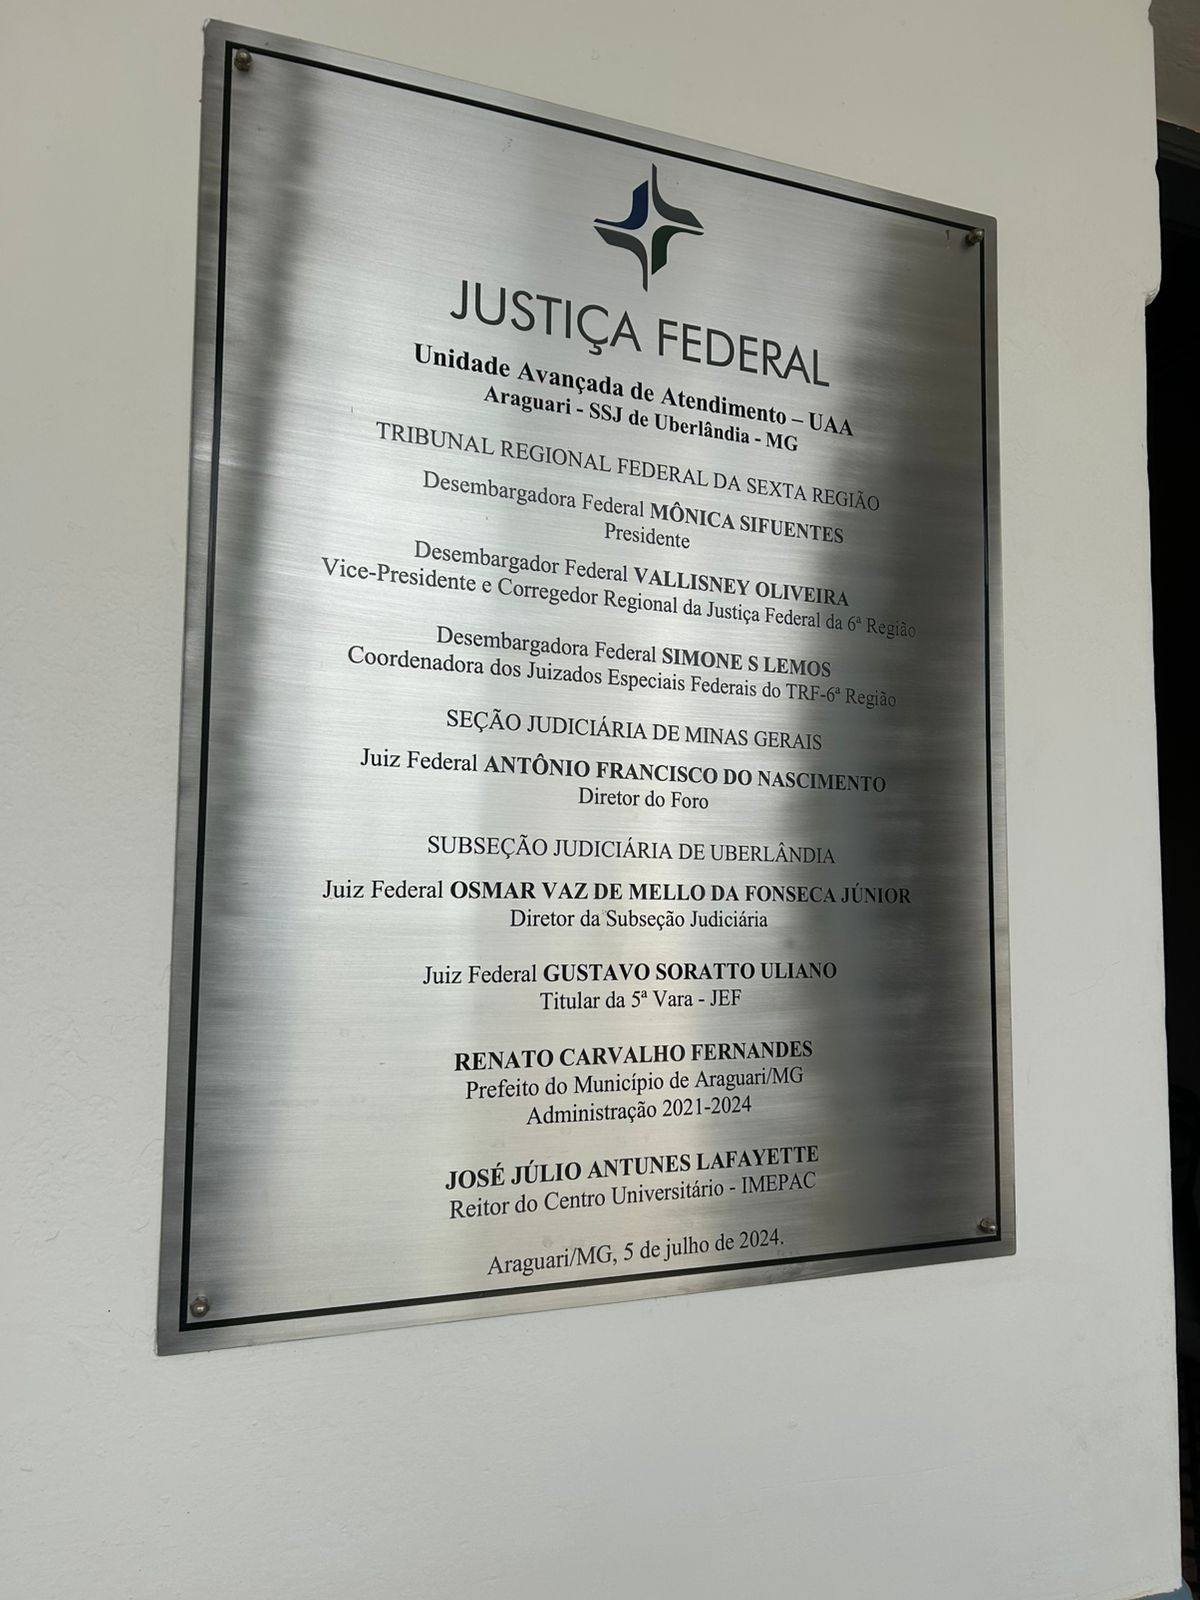 JUSTIÇA FEDERAL
Unidade Avançada de Atendimento – UAA
Araguari - SSJ de Uberlândia - MG
TRIBUNAL REGIONAL FEDERAL DA SEXTA REGIÃO
Desembargadora Federal MÔNICA SIFUENTES
Presidente
Desembargador Federal VALLISNEY OLIVEIRA
Vice-Presidente e Corregedor Regional da Justiça Federal da 6ª Região
Desembargadora Federal SIMONE S LEMOS
Coordenadora dos Juizados Especiais Federais do TRF-6ª Região
SEÇÃO JUDICIÁRIA DE MINAS GERAIS
Juiz Federal ANTÔNIO FRANCISCO DO NASCIMENTO
Diretor do Foro
SUBSEÇÃO JUDICIÁRIA DE UBERLÂNDIA
Juiz Federal OSMAR VAZ DE MELLO DA FONSECA JÚNIOR
Diretor da Subseção Judiciária
Juiz Federal GUSTAVO SORATTO ULIANO
Titular da 5ª Vara - JEF
RENATO CARVALHO FERNANDES
Prefeito do Município de Araguari/MG
Administração 2021-2024
JOSÉ JÚLIO ANTUNES LAFAYETTE
Reitor do Centro Universitário - IMEPAC
Araguari/MG, 5 de julho de 2024.